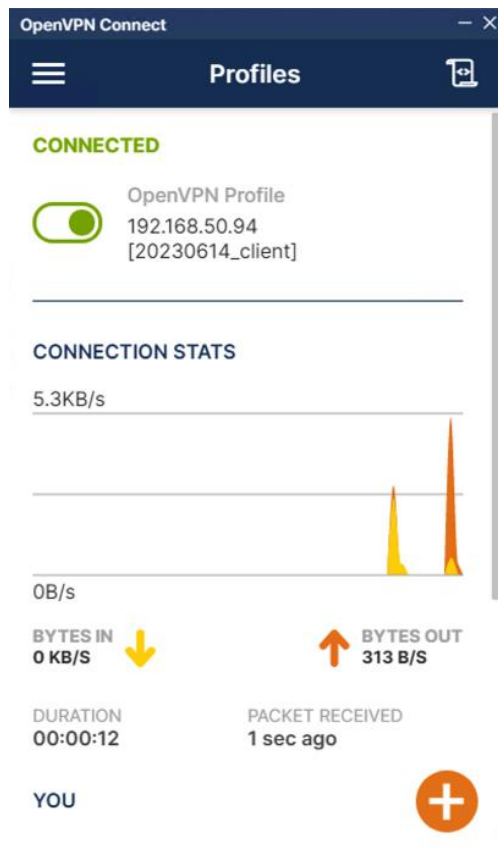 OpenVPN Connect
Profiles
CONNECTED
OpenVPN Profile
192.168.50.94
[20230614_client]
CONNECTION STATS
5.3KB/s
0B/s
BYTES IN
0 KB/S
BYTES OUT
313 B/S
DURATION
00:00:12
PACKET RECEIVED
1 sec ago
YOU